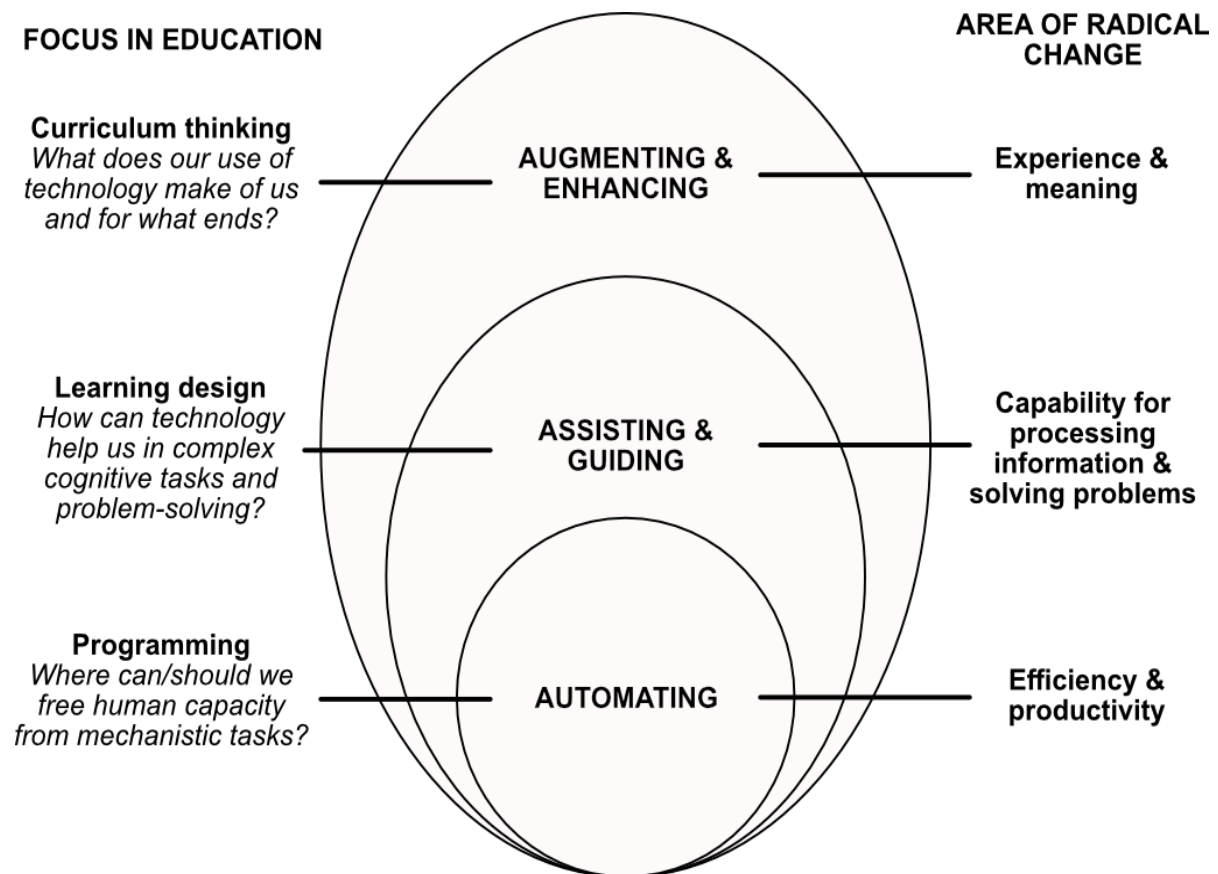 FOCUS IN EDUCATION
AREA OF RADICAL
CHANGE
Curriculum thinking
What does our use of
technology make of us
and for what ends?
AUGMENTING &
ENHANCING
Experience &
meaning
Learning design
How can technology
help us in complex
cognitive tasks and
problem-solving?
ASSISTING &
GUIDING
Capability for
processing
information &
solving problems
Programming
Where can/should we
free human capacity
from mechanistic tasks?
AUTOMATING
Efficiency &
productivity